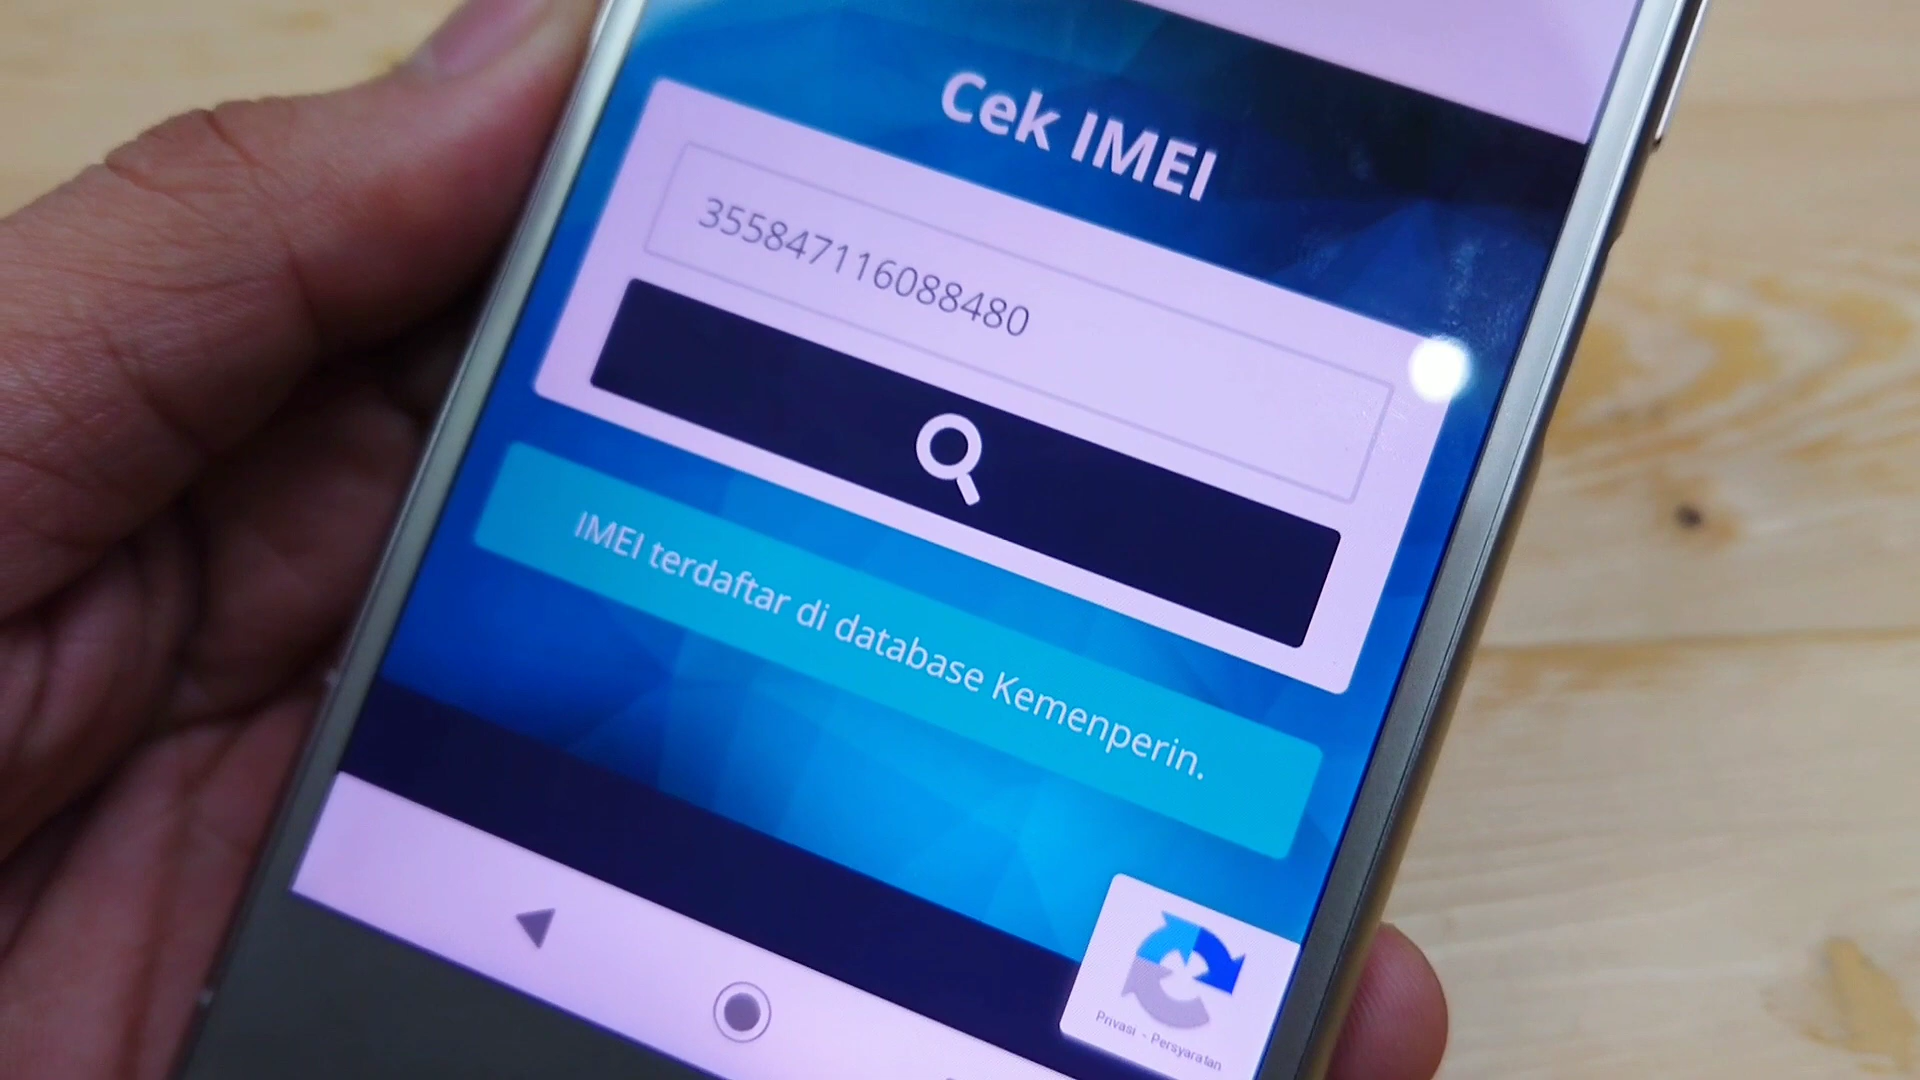 Cek IMEI
355847116088480
IMEI terdaftar di database Kemenperin.
Privasi - Persyaratan